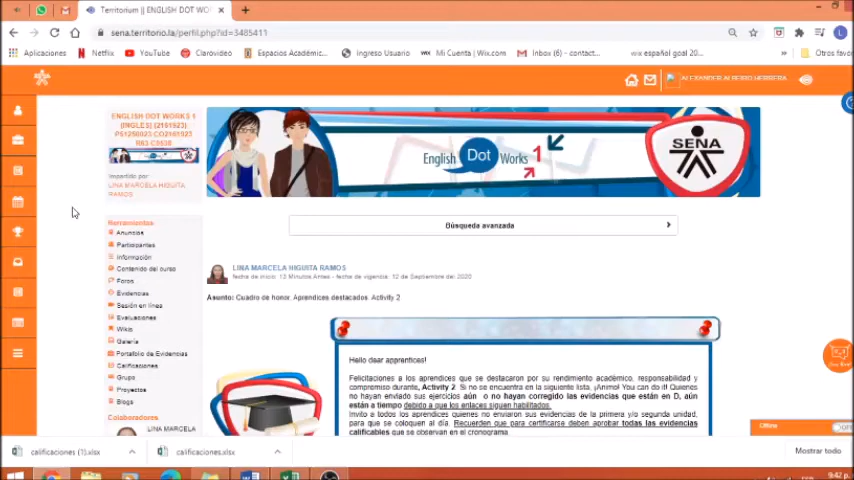 Territorium || ENGLISH DOT WO
sena.territorio.la/perfil.php?id=3485411
Aplicaciones
Netflix
YouTube
Clarovideo
Espacios Académic...
Ingreso Usuario
Mi Cuenta | Wix.com
Inbox (6) - contact...
wix español goal 20...
Otros favo
ALEXANDER ALBEIRO HERRERA
ENGLISH DOT WORKS 1
(INGLES) (2161923)
Impartido por:
LINA MARCELA HIGUITA
RAMOS
English Dot Works 1
SENA
Búsqueda avanzada
Herramientas
Anuncios
Participantes
Información
Contenido del curso
Foros
Evidencias
Sesión en línea
Evaluaciones
Wikis
Galería
Portafolio de Evidencias
Calificaciones
Grupo
Proyectos
Blogs
Colaboradores
LINA MARCELA
LINA MARCELA HIGUITA RAMOS
fecha de inicio: 12 Minutos Antes - fecha de vigencia: 12 de Septiembre del 2020
Asunto: Cuadro de honor. Aprendices destacados. Activity 2
Hello dear apprentices!
Felicitaciones a los aprendices que se destacaron por su rendimiento académico, responsabilidad y
compromiso durante, Activity 2. Si no se encuentra en la siguiente lista, ¡Animo! You can do it! Quienes
no hayan enviado sus ejercicios aún o no hayan corregido las evidencias que están en D, aún
están a tiempo debido a que los enlaces siguen habilitados.
Invito a todos los aprendices quienes no enviaron sus evidencias de la primera y/o segunda unidad,
para que se coloquen al día. Recuerden que para certificarse deben aprobar todas las evidencias
calificables que se observan en el cronograma.
Offline
calificaciones (1).xlsx
calificaciones.xlsx
Mostrar todo
9:42 p.